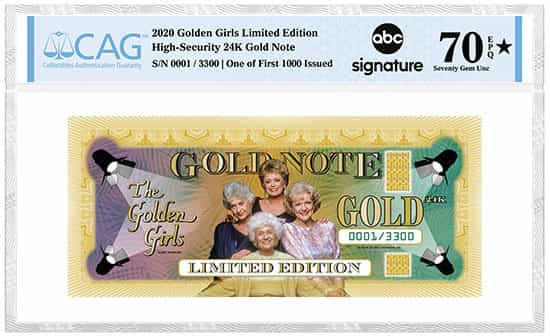 CAG
Collectibles Authentication Guaranty
2020 Golden Girls Limited Edition
High-Security 24K Gold Note
S/N 0001 / 3300 | One of First 1000 Issued
abc
signature
70 EPQ ★
Seventy Gem Unc
GOLD NOTE
The
Golden
Girls
GOLD 24K
0001/3300
LIMITED EDITION